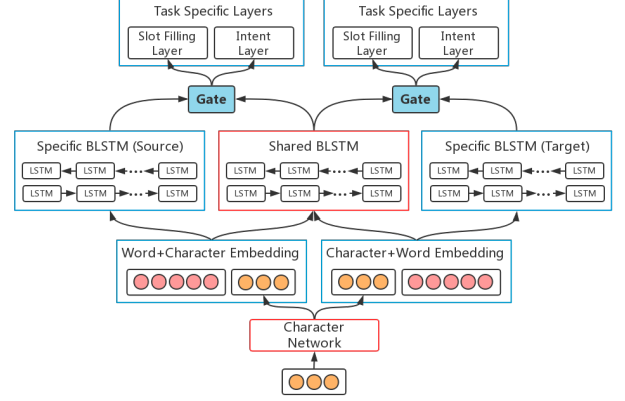 Task Specific Layers
Task Specific Layers
Slot Filling
Layer
Intent
Layer
Slot Filling
Layer
Intent
Layer
Gate
Gate
Specific BLSTM (Source)
LSTM LSTM ... LSTM
LSTM LSTM ... LSTM
Shared BLSTM
LSTM LSTM ... LSTM
LSTM LSTM ... LSTM
Specific BLSTM (Target)
LSTM LSTM ... LSTM
LSTM LSTM ... LSTM
Word+Character Embedding
Character+Word Embedding
Character
Network